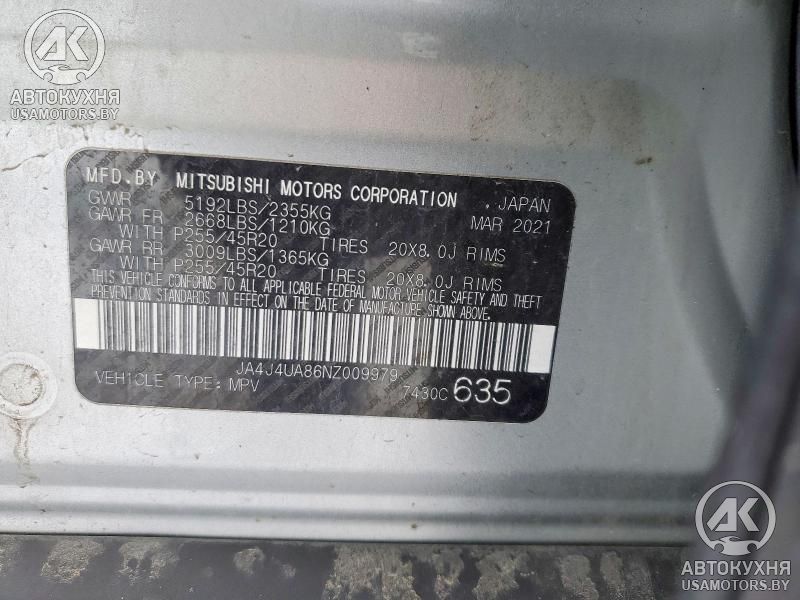 AK
АВТОКУХНЯ
USAMOTORS.BY
MFD.BY MITSUBISHI MOTORS CORPORATION JAPAN
GVWR 5192LBS/2355KG MAR 2021
GAWR FR 2668LBS/1210KG
WITH P255/45R20 TIRES 20X8.0J RIMS
GAWR RR 3009LBS/1365KG
WITH P255/45R20 TIRES 20X8.0J RIMS
THIS VEHICLE CONFORMS TO ALL APPLICABLE FEDERAL MOTOR VEHICLE SAFETY AND THEFT
PREVENTION STANDARDS IN EFFECT ON THE DATE OF MANUFACTURE SHOWN ABOVE.
JA4J4UA86NZ009979
VEHICLE TYPE: MPV 7430C 635
AK
АВТОКУХНЯ
USAMOTORS.BY